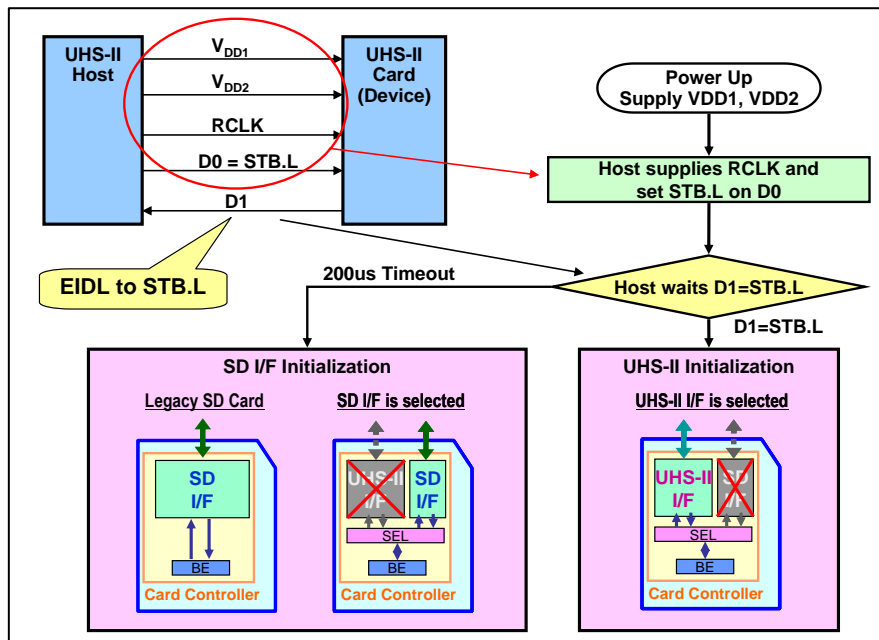 UHS-II
Host
V_DD1
V_DD2
RCLK
D0 = STB.L
D1
UHS-II
Card
(Device)
EIDL to STB.L
Power Up
Supply VDD1, VDD2
Host supplies RCLK and
set STB.L on D0
200us Timeout
Host waits D1=STB.L
D1=STB.L
SD I/F Initialization
Legacy SD Card
SD
I/F
BE
Card Controller
SD I/F is selected
UHS-II
I/F
SD
I/F
SEL
BE
Card Controller
UHS-II Initialization
UHS-II I/F is selected
UHS-II
I/F
SD
I/F
SEL
BE
Card Controller